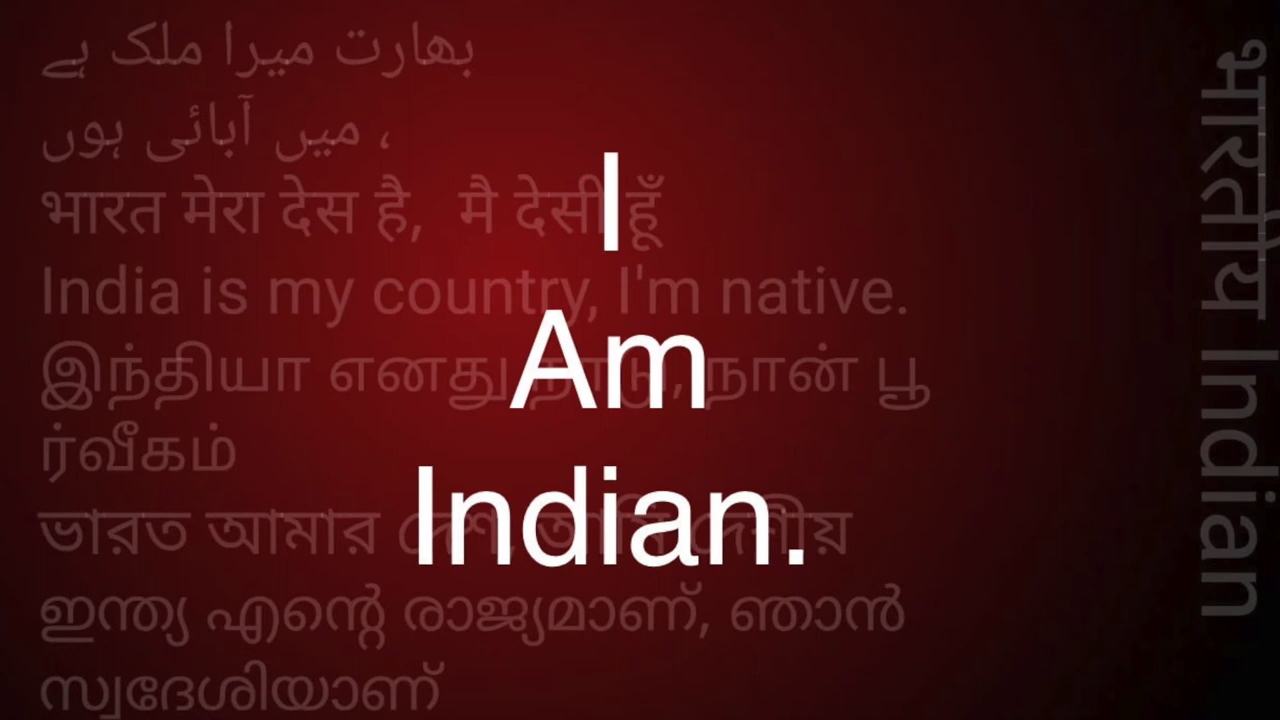 بھارت میرا ملک ہے
، میں آبائی ہوں
भारत मेरा देस है, मै देसी हूँ
India is my country, I'm native.
இந்தியா எனது நாடு, நான் பூ
ர்வீகம்
ভারত আমার দেশ, আমি দেশীয়
ഇന്ത്യ എന്റെ രാജ്യമാണ്, ഞാൻ
സ്വദേശിയാണ്
I
Am
Indian.
भारतीय Indian